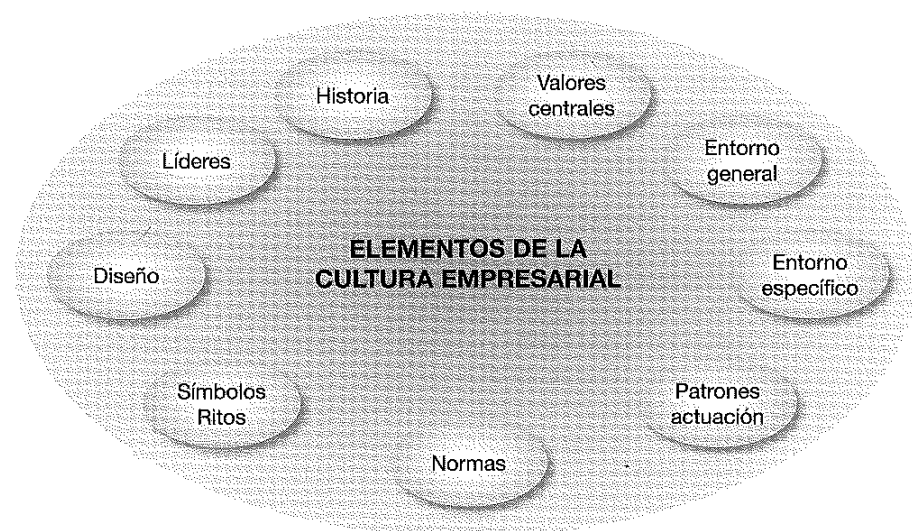 Historia
Valores
centrales
Líderes
Entorno
general
ELEMENTOS DE LA
CULTURA EMPRESARIAL
Diseño
Entorno
específico
Símbolos
Ritos
Patrones
actuación
Normas